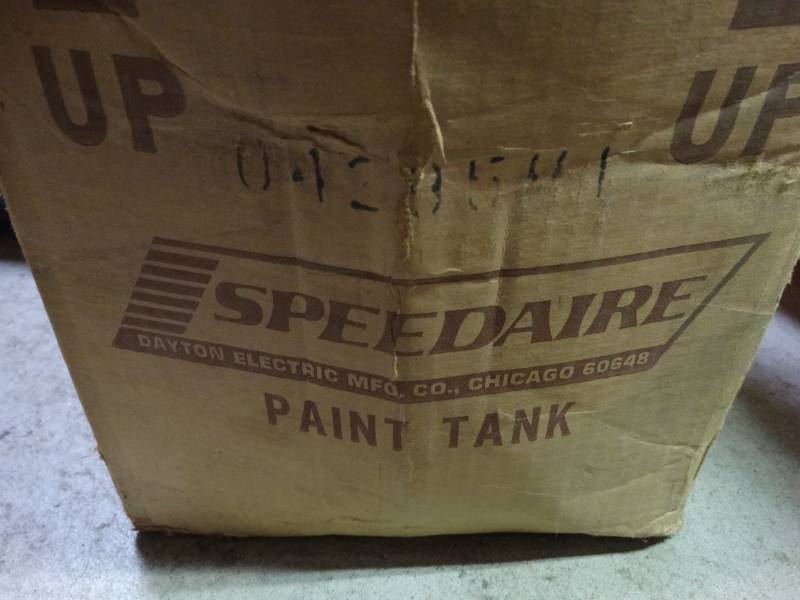 UP UP
SPEEDAIRE
DAYTON ELECTRIC MFG. CO., CHICAGO 60648
PAINT TANK